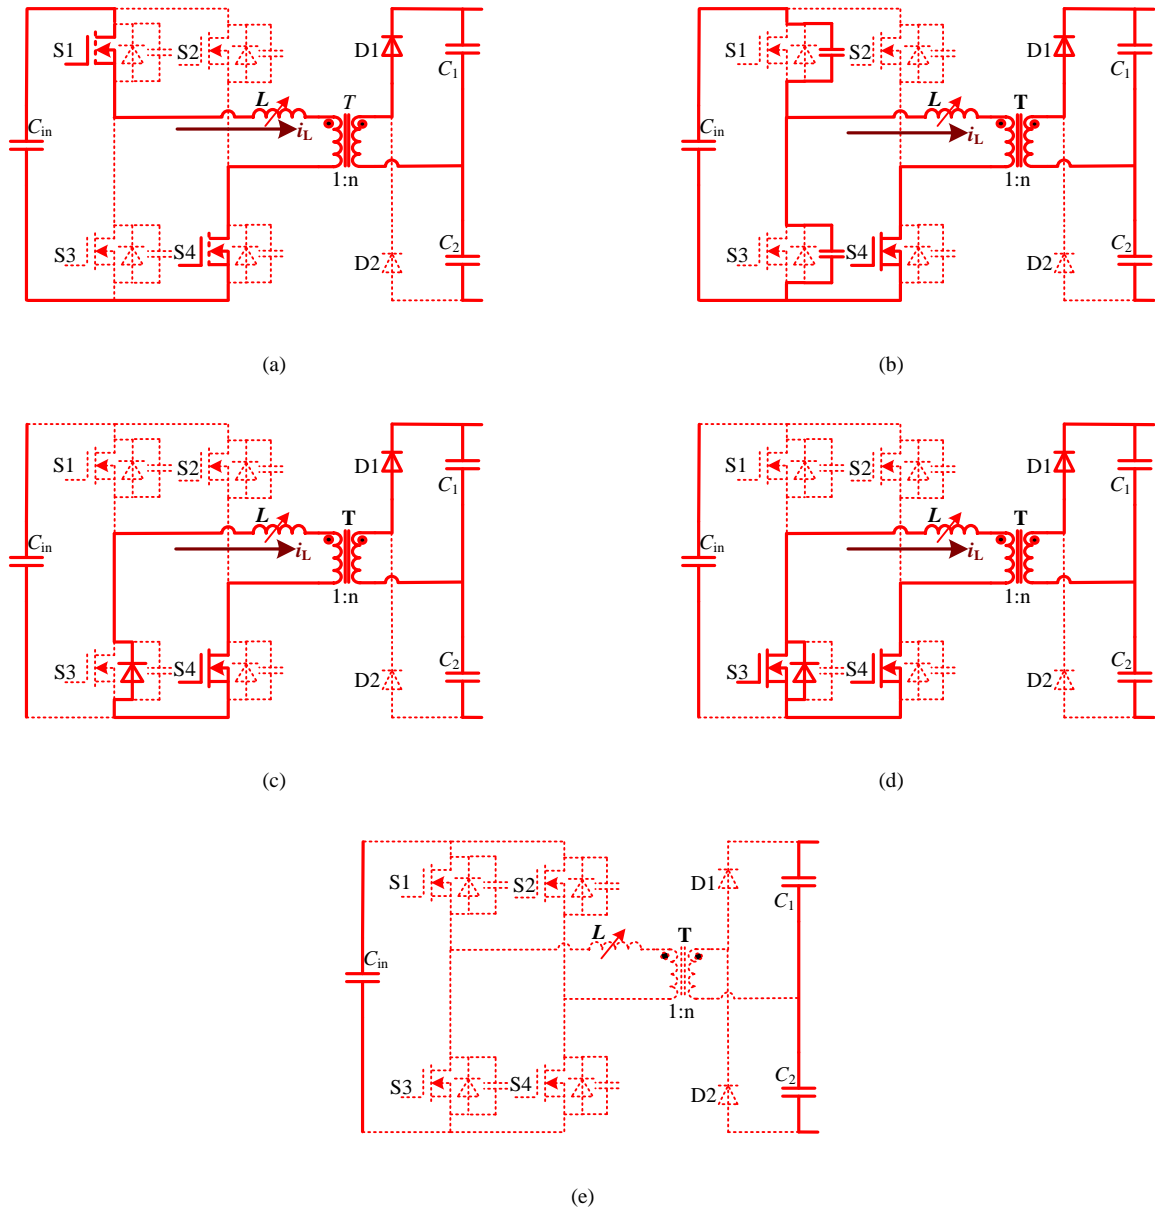 S1
S2
D1
C1
L
T
Cin
iL
1:n
S3
S4
C2
D2
(a)
S1
S2
D1
C1
L
T
Cin
iL
1:n
S3
S4
C2
D2
(b)
S1
S2
D1
C1
L
T
Cin
iL
1:n
S3
S4
C2
D2
(c)
S1
S2
D1
C1
L
T
Cin
iL
1:n
S3
S4
C2
D2
(d)
S1
S2
D1
C1
L
T
Cin
1:n
S3
S4
C2
D2
(e)